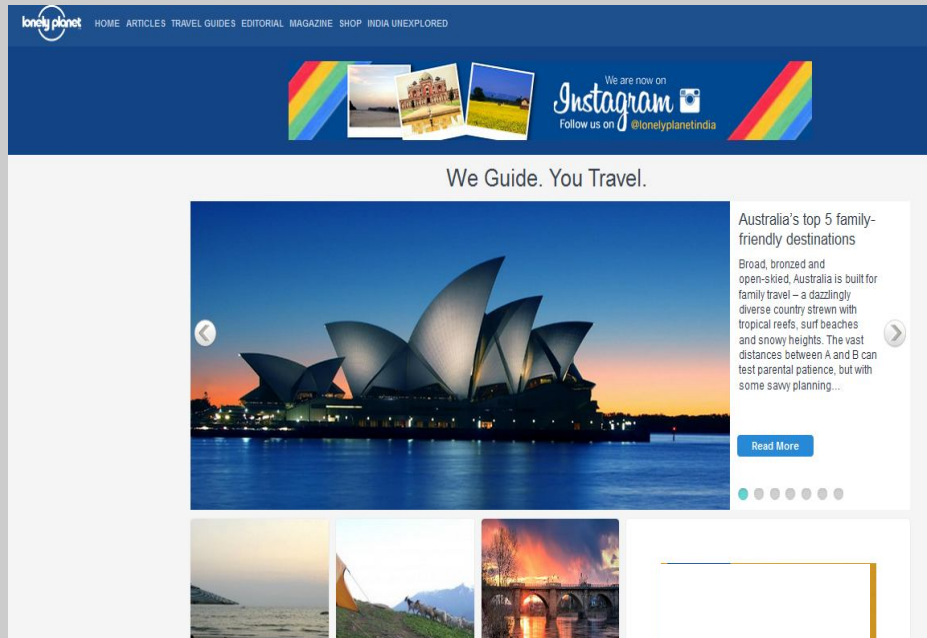 lonely planet HOME ARTICLES TRAVEL GUIDES EDITORIAL MAGAZINE SHOP INDIA UNEXPLORED
We are now on
Instagram
Follow us on @lonelyplanetindia
We Guide. You Travel.
Australia's top 5 family-
friendly destinations
Broad, bronzed and
open-skied, Australia is built for
family travel – a dazzlingly
diverse country strewn with
tropical reefs, surf beaches
and snowy heights. The vast
distances between A and B can
test parental patience, but with
some savvy planning…
Read More